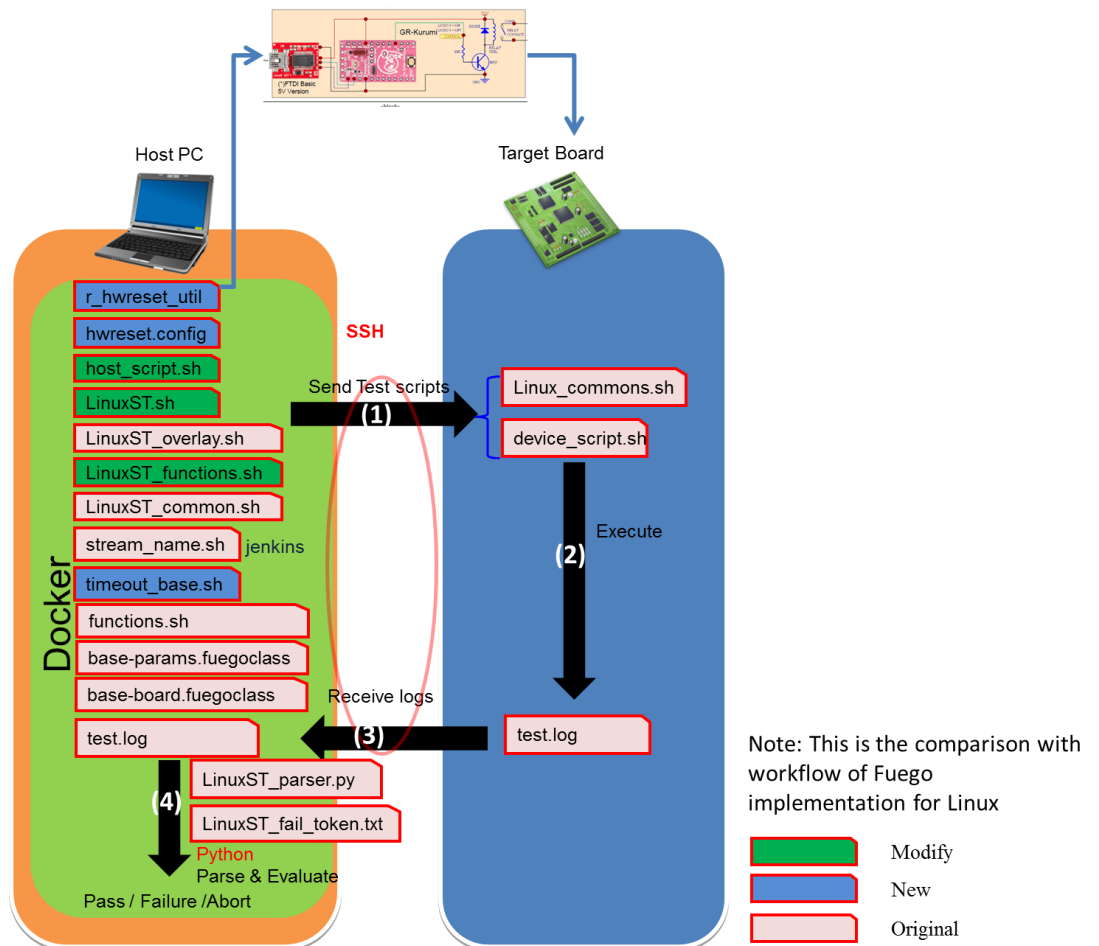 GR-Kurumi
(*)FTDI Basic
5V Version
Host PC
Target Board
r_hwreset_util
hwreset.config
host_script.sh
LinuxST.sh
LinuxST_overlay.sh
LinuxST_functions.sh
LinuxST_common.sh
stream_name.sh
jenkins
timeout_base.sh
functions.sh
base-params.fuegoclass
base-board.fuegoclass
test.log
Docker
SSH
Send Test scripts
(1)
Linux_commons.sh
device_script.sh
Execute
(2)
Receive logs
(3)
test.log
(4)
LinuxST_parser.py
LinuxST_fail_token.txt
Python
Parse & Evaluate
Pass / Failure /Abort
Note: This is the comparison with
workflow of Fuego
implementation for Linux
Modify
New
Original